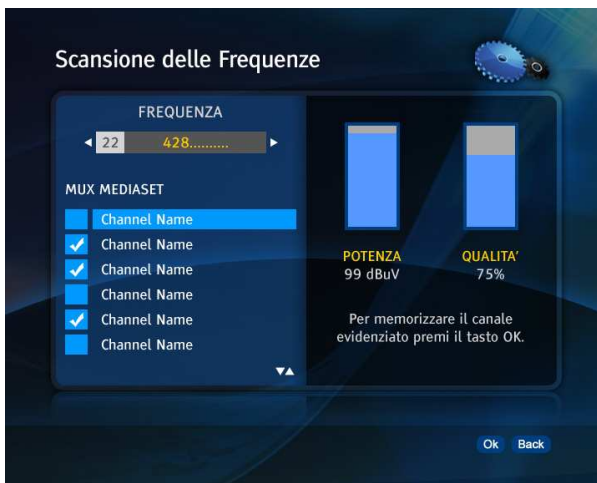 Scansione delle Frequenze
FREQUENZA
22 428..........
MUX MEDIASET
Channel Name
Channel Name
Channel Name
Channel Name
Channel Name
Channel Name
POTENZA
99 dBuV
QUALITA'
75%
Per memorizzare il canale
evidenziato premi il tasto OK.
Ok Back